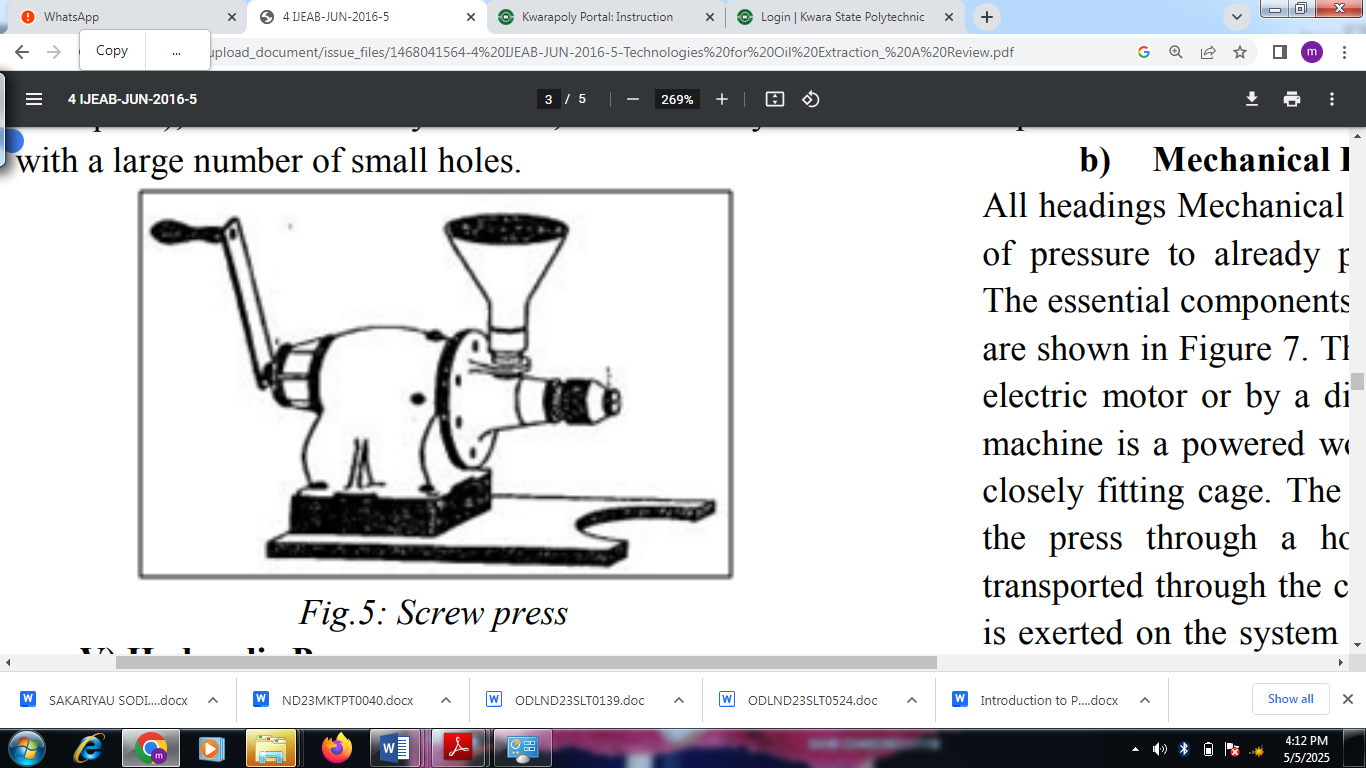 WhatsApp
4 IJEAB-JUN-2016-5
Kwarapoly Portal: Instruction
Login | Kwara State Polytechnic
Copy
...
upload_document/issue_files/1468041564-4%20IJEAB-JUN-2016-5-Technologies%20for%20Oil%20Extraction_%20A%20Review.pdf
m
4 IJEAB-JUN-2016-5
3 / 5
269%
with a large number of small holes.
Fig.5: Screw press
b) Mechanical
All headings Mechanical
of pressure to already
The essential components
are shown in Figure 7.
electric motor or by a
machine is a powered
closely fitting cage. The
the press through a
transported through the
is exerted on the system
SAKARIYAU SODI....docx
ND23MKTPT0040.docx
ODLND23SLT0139.doc
ODLND23SLT0524.doc
Introduction to P....docx
Show all
4:12 PM
5/5/2025